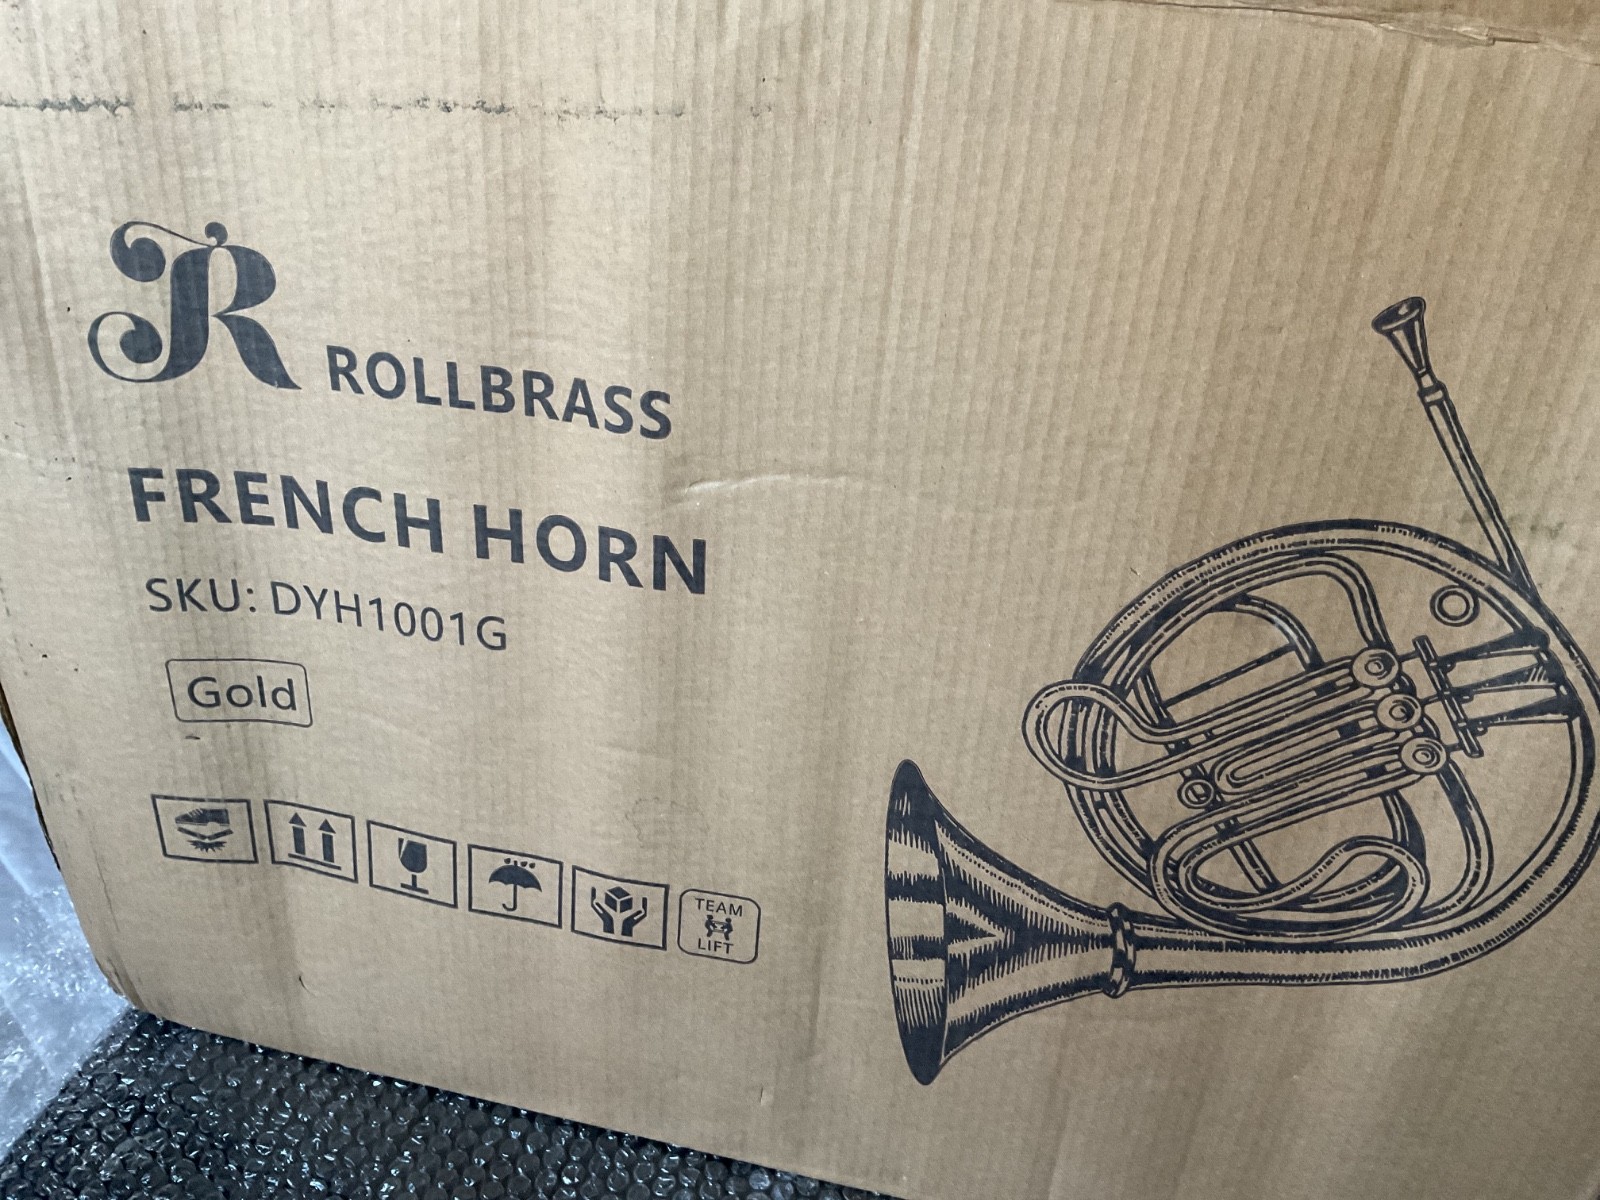 R ROLLBRASS
FRENCH HORN
SKU: DYH1001G
Gold
TEAM
LIFT